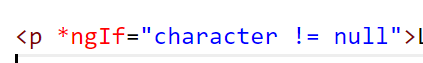 <p *ngIf="character != null">